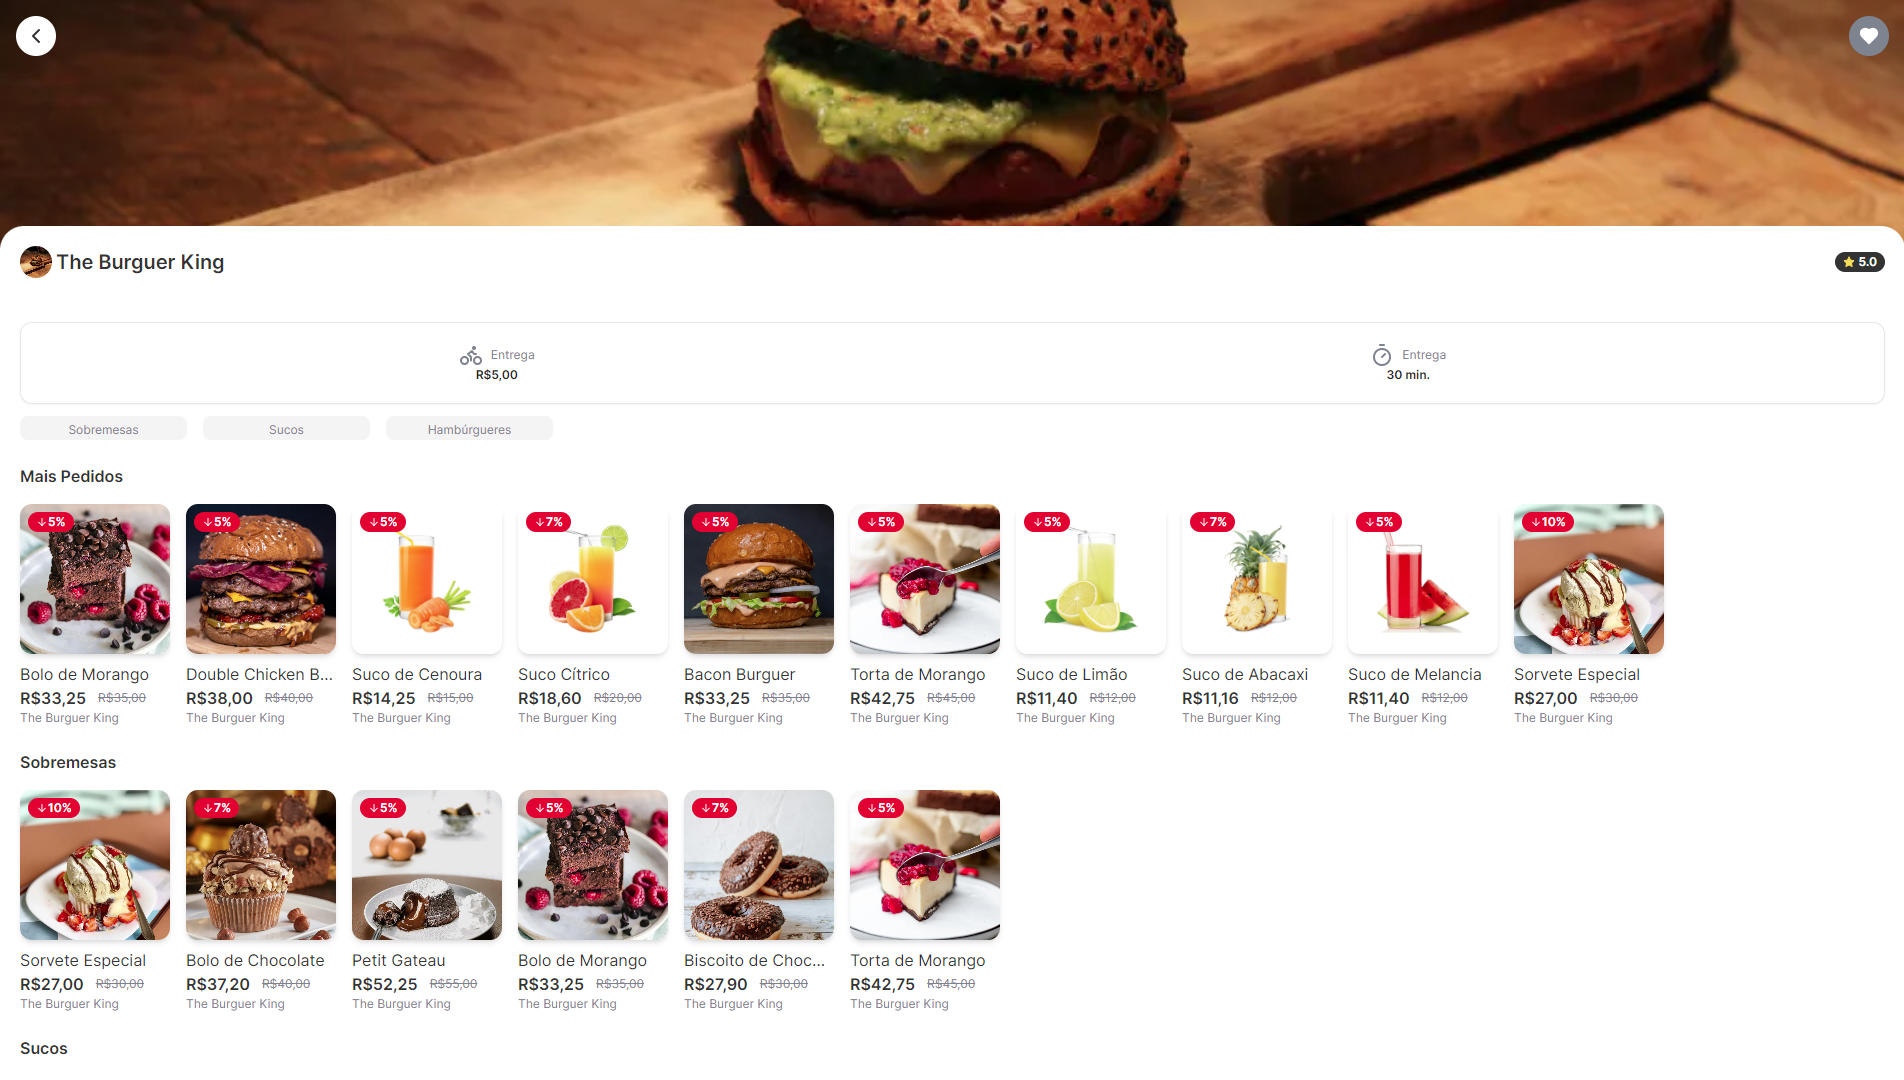 The Burguer King
5.0
Entrega
R$5,00
Entrega
30 min.
Sobremesas
Sucos
Hambúrgueres
Mais Pedidos
↓5%
Bolo de Morango
R$33,25 R$35,00
The Burguer King
↓5%
Double Chicken B...
R$38,00 R$40,00
The Burguer King
↓5%
Suco de Cenoura
R$14,25 R$15,00
The Burguer King
↓7%
Suco Cítrico
R$18,60 R$20,00
The Burguer King
↓5%
Bacon Burguer
R$33,25 R$35,00
The Burguer King
↓5%
Torta de Morango
R$42,75 R$45,00
The Burguer King
↓5%
Suco de Limão
R$11,40 R$12,00
The Burguer King
↓7%
Suco de Abacaxi
R$11,16 R$12,00
The Burguer King
↓5%
Suco de Melancia
R$11,40 R$12,00
The Burguer King
↓10%
Sorvete Especial
R$27,00 R$30,00
The Burguer King
Sobremesas
↓10%
Sorvete Especial
R$27,00 R$30,00
The Burguer King
↓7%
Bolo de Chocolate
R$37,20 R$40,00
The Burguer King
↓5%
Petit Gateau
R$52,25 R$55,00
The Burguer King
↓5%
Bolo de Morango
R$33,25 R$35,00
The Burguer King
↓7%
Biscoito de Choc...
R$27,90 R$30,00
The Burguer King
↓5%
Torta de Morango
R$42,75 R$45,00
The Burguer King
Sucos